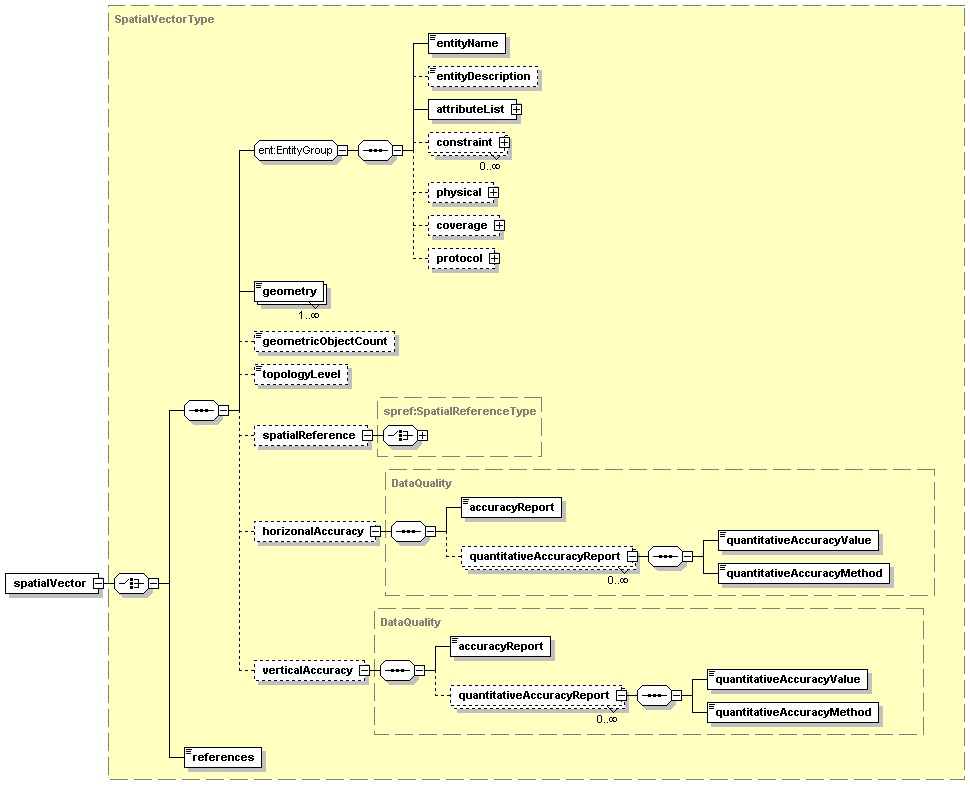 SpatialVectorType
entityName
entityDescription
attributeList
constraint
0..∞
ent:EntityGroup
physical
coverage
protocol
geometry
1..∞
geometricObjectCount
topologyLevel
spref:SpatialReferenceType
spatialReference
DataQuality
accuracyReport
horizonalAccuracy
quantitativeAccuracyValue
quantitativeAccuracyReport
0..∞
quantitativeAccuracyMethod
spatialVector
DataQuality
accuracyReport
verticalAccuracy
quantitativeAccuracyValue
quantitativeAccuracyReport
0..∞
quantitativeAccuracyMethod
references